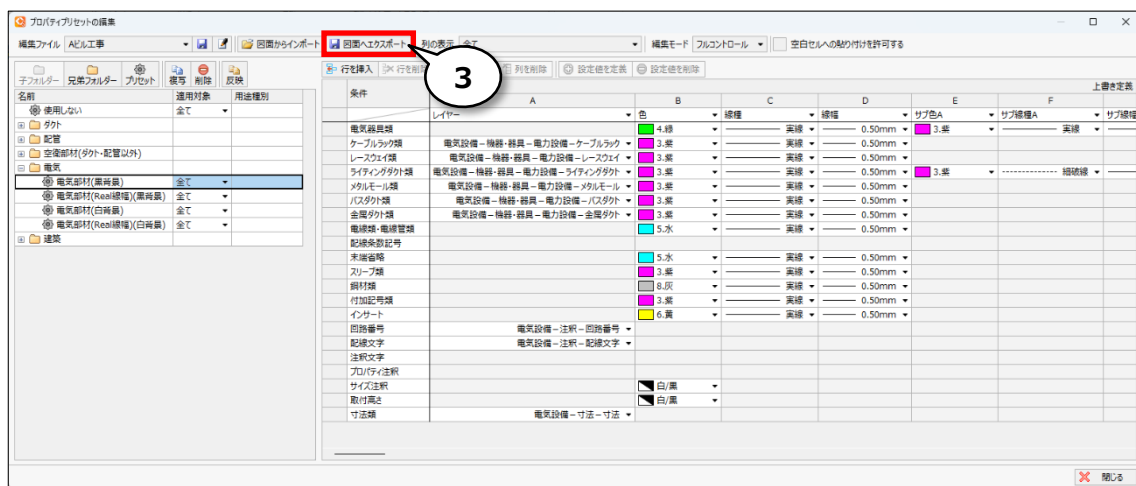 プロパティプリセットの編集
編集ファイル Aビル工事 図面からインポート 図面へエクスポート 列の表示 全て 編集モード フルコントロール 空白セルへの貼り付けを許可する
子フォルダー 兄弟フォルダー プリセット 複写 削除 反映
行を挿入 行を削除 列を削除 設定値を定義 設定値を削除
3
名前 適用対象 用途種別
使用しない 全て
ダクト
配管
空衛部材(ダクト・配管以外)
電気
電気部材(黒背景) 全て
電気部材(Real線幅)(黒背景) 全て
電気部材(白背景) 全て
電気部材(Real線幅)(白背景) 全て
建築
条件 上書き定義
A B C D E F
レイヤー 色 線種 線幅 サブ色A サブ線種A サブ線幅
電気器具類 4.緑 実線 0.50mm 3.紫 実線
ケーブルラック類 電気設備－機器・器具－電力設備－ケーブルラック 3.紫 実線 0.50mm
レースウェイ類 電気設備－機器・器具－電力設備－レースウェイ 3.紫 実線 0.50mm
ライティングダクト類 電気設備－機器・器具－電力設備－ライティングダクト 3.紫 実線 0.50mm 3.紫 細破線
メタルモール類 電気設備－機器・器具－電力設備－メタルモール 3.紫 実線 0.50mm
バスダクト類 電気設備－機器・器具－電力設備－バスダクト 3.紫 実線 0.50mm
金属ダクト類 電気設備－機器・器具－電力設備－金属ダクト 3.紫 実線 0.50mm
電線類・電線管類 5.水 実線 0.50mm
配線条数記号
末端省略 5.水 実線 0.50mm
スリーブ類 3.紫 実線 0.50mm
鋼材類 8.灰 実線 0.50mm
付加記号類 3.紫 実線 0.50mm
インサート 6.黄 実線 0.50mm
回路番号 電気設備－注釈－回路番号
配線文字 電気設備－注釈－配線文字
注釈文字
プロパティ注釈
サイズ注釈 白/黒
取付高さ 白/黒
寸法類 電気設備－寸法－寸法
閉じる